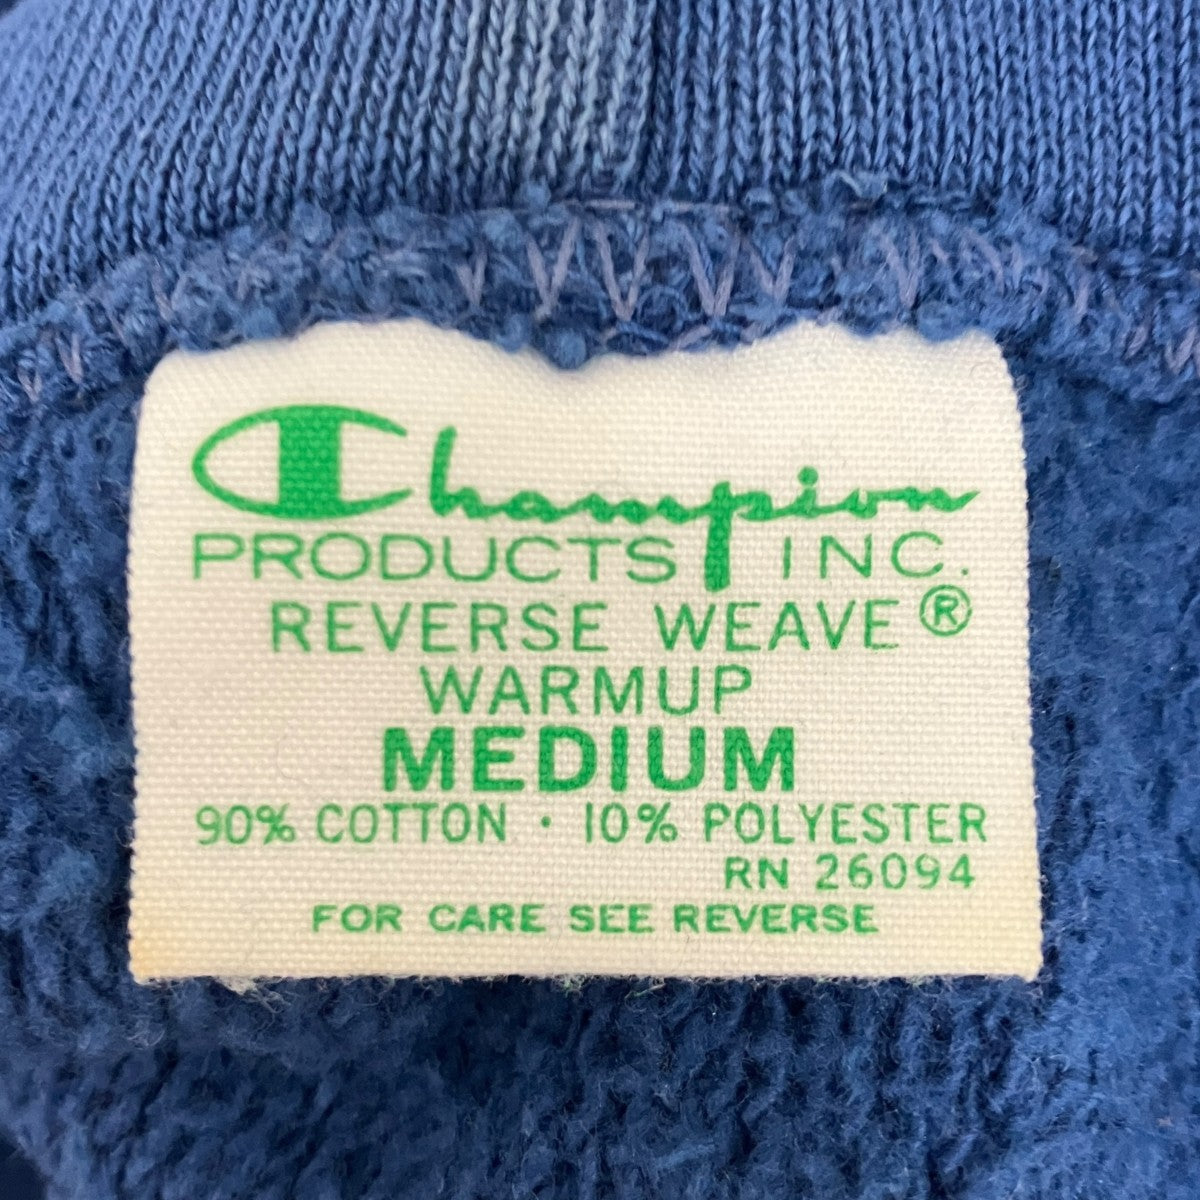 Champion
PRODUCTS INC.
REVERSE WEAVE®
WARMUP
MEDIUM
90% COTTON · 10% POLYESTER
RN 26094
FOR CARE SEE REVERSE